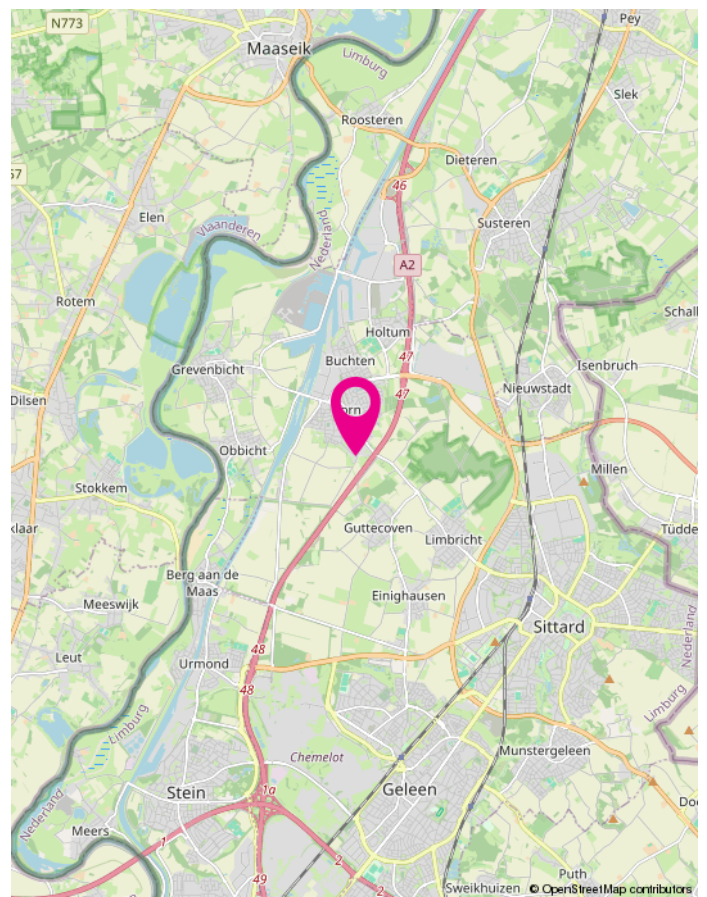 N773
Pey
Maaseik
Limburg
Slek
Roosteren
Dieteren
57
46
Elen
Vlaanderen
Nederland
Susteren
A2
Rotem
Schal
Holtum
Buchten
47
Grevenbicht
Isenbruch
Nieuwstadt
Dilsen
47
orn
Obbicht
Millen
Stokkem
klaar
Guttecoven
Tüdde
Limbricht
Berg aan de
Maas
Einighausen
Meeswijk
Sittard
Nederland
48
Leut
Urmond
48
Limburg
Limburg
Munstergeleen
Chemelot
Stein
1a
Geleen
Doe
Nederland
Meers
1
2
Puth
49
2
Sweikhuizen
© OpenStreetMap contributors